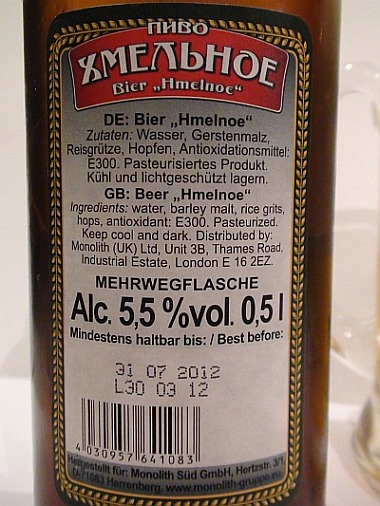 ПИВО
ХМЕЛЬНОЕ
Bier „Hmelnoe"
DE: Bier „Hmelnoe"
Zutaten: Wasser, Gerstenmalz,
Reisgrütze, Hopfen, Antioxidationsmittel:
E300. Pasteurisiertes Produkt.
Kühl und lichtgeschützt lagern.
GB: Beer „Hmelnoe"
Ingredients: water, barley malt, rice grits,
hops, antioxidant: E300. Pasteurized.
Keep cool and dark. Distributed by:
Monolith (UK) Ltd, Unit 3B, Thames Road,
Industrial Estate, London E 16 2EZ.
MEHRWEGFLASCHE
Alc. 5,5 %vol. 0,5 l
Mindestens haltbar bis: / Best before:
31 07 2012
L30 03 12
4 030957 641083
Hergestellt für: Monolith Süd GmbH, Hertzstr. 3/1,
D-71083 Herrenberg. www.monolith-gruppe.eu